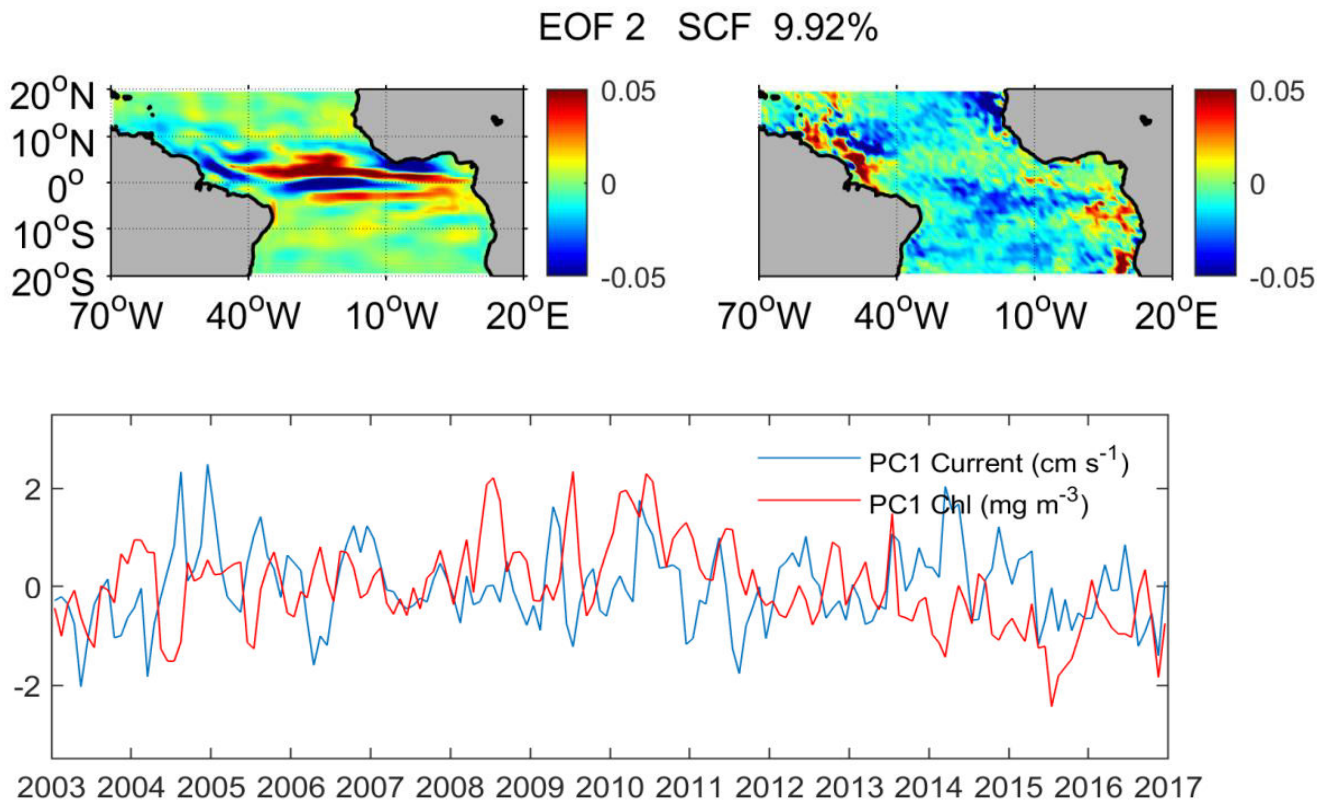 EOF 2 SCF 9.92%
20°N
10°N
0°
10°S
20°S
70°W 40°W 10°W 20°E
0.05
0
-0.05
70°W 40°W 10°W 20°E
0.05
0
-0.05
2
0
-2
PC1 Current (cm s⁻¹)
PC1 Chl (mg m⁻³)
2003 2004 2005 2006 2007 2008 2009 2010 2011 2012 2013 2014 2015 2016 2017